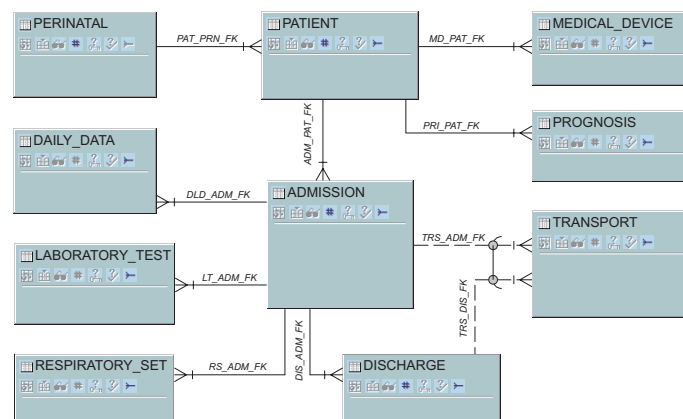 PERINATAL
PAT_PRN_FK
PATIENT
MD_PAT_FK
MEDICAL_DEVICE
PRI_PAT_FK
PROGNOSIS
DAILY_DATA
ADM_PAT_FK
DLD_ADM_FK
ADMISSION
TRS_ADM_FK
TRANSPORT
LABORATORY_TEST
LT_ADM_FK
TRS_DIS_FK
RESPIRATORY_SET
RS_ADM_FK
DIS_ADM_FK
DISCHARGE